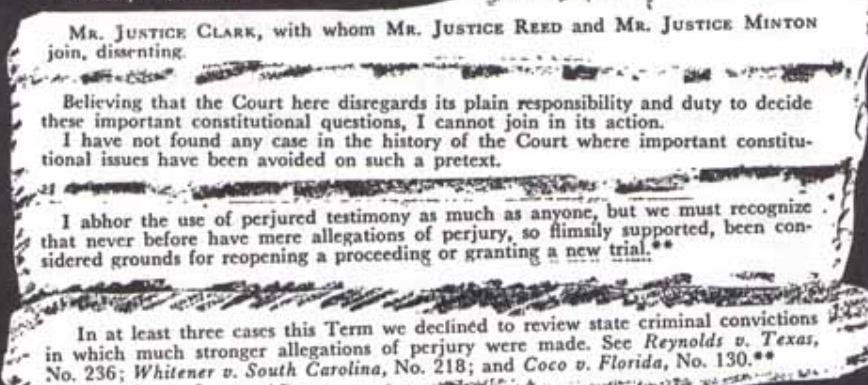 MR. JUSTICE CLARK, with whom MR. JUSTICE REED and MR. JUSTICE MINTON
join, dissenting.
Believing that the Court here disregards its plain responsibility and duty to decide
these important constitutional questions, I cannot join in its action.
I have not found any case in the history of the Court where important constitu-
tional issues have been avoided on such a pretext.
I abhor the use of perjured testimony as much as anyone, but we must recognize
that never before have mere allegations of perjury, so flimsily supported, been con-
sidered grounds for reopening a proceeding or granting a new trial.**
In at least three cases this Term we declined to review state criminal convictions
in which much stronger allegations of perjury were made. See Reynolds v. Texas,
No. 236; Whitener v. South Carolina, No. 218; and Coco v. Florida, No. 130.**